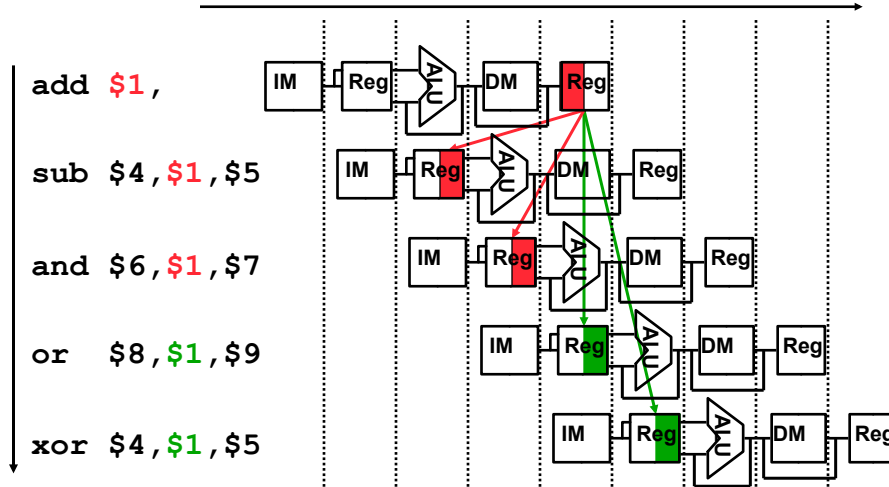 add $1, IM Reg ALU DM Reg
sub $4,$1,$5 IM Reg ALU DM Reg
and $6,$1,$7 IM Reg ALU DM Reg
or $8,$1,$9 IM Reg ALU DM Reg
xor $4,$1,$5 IM Reg ALU DM Reg